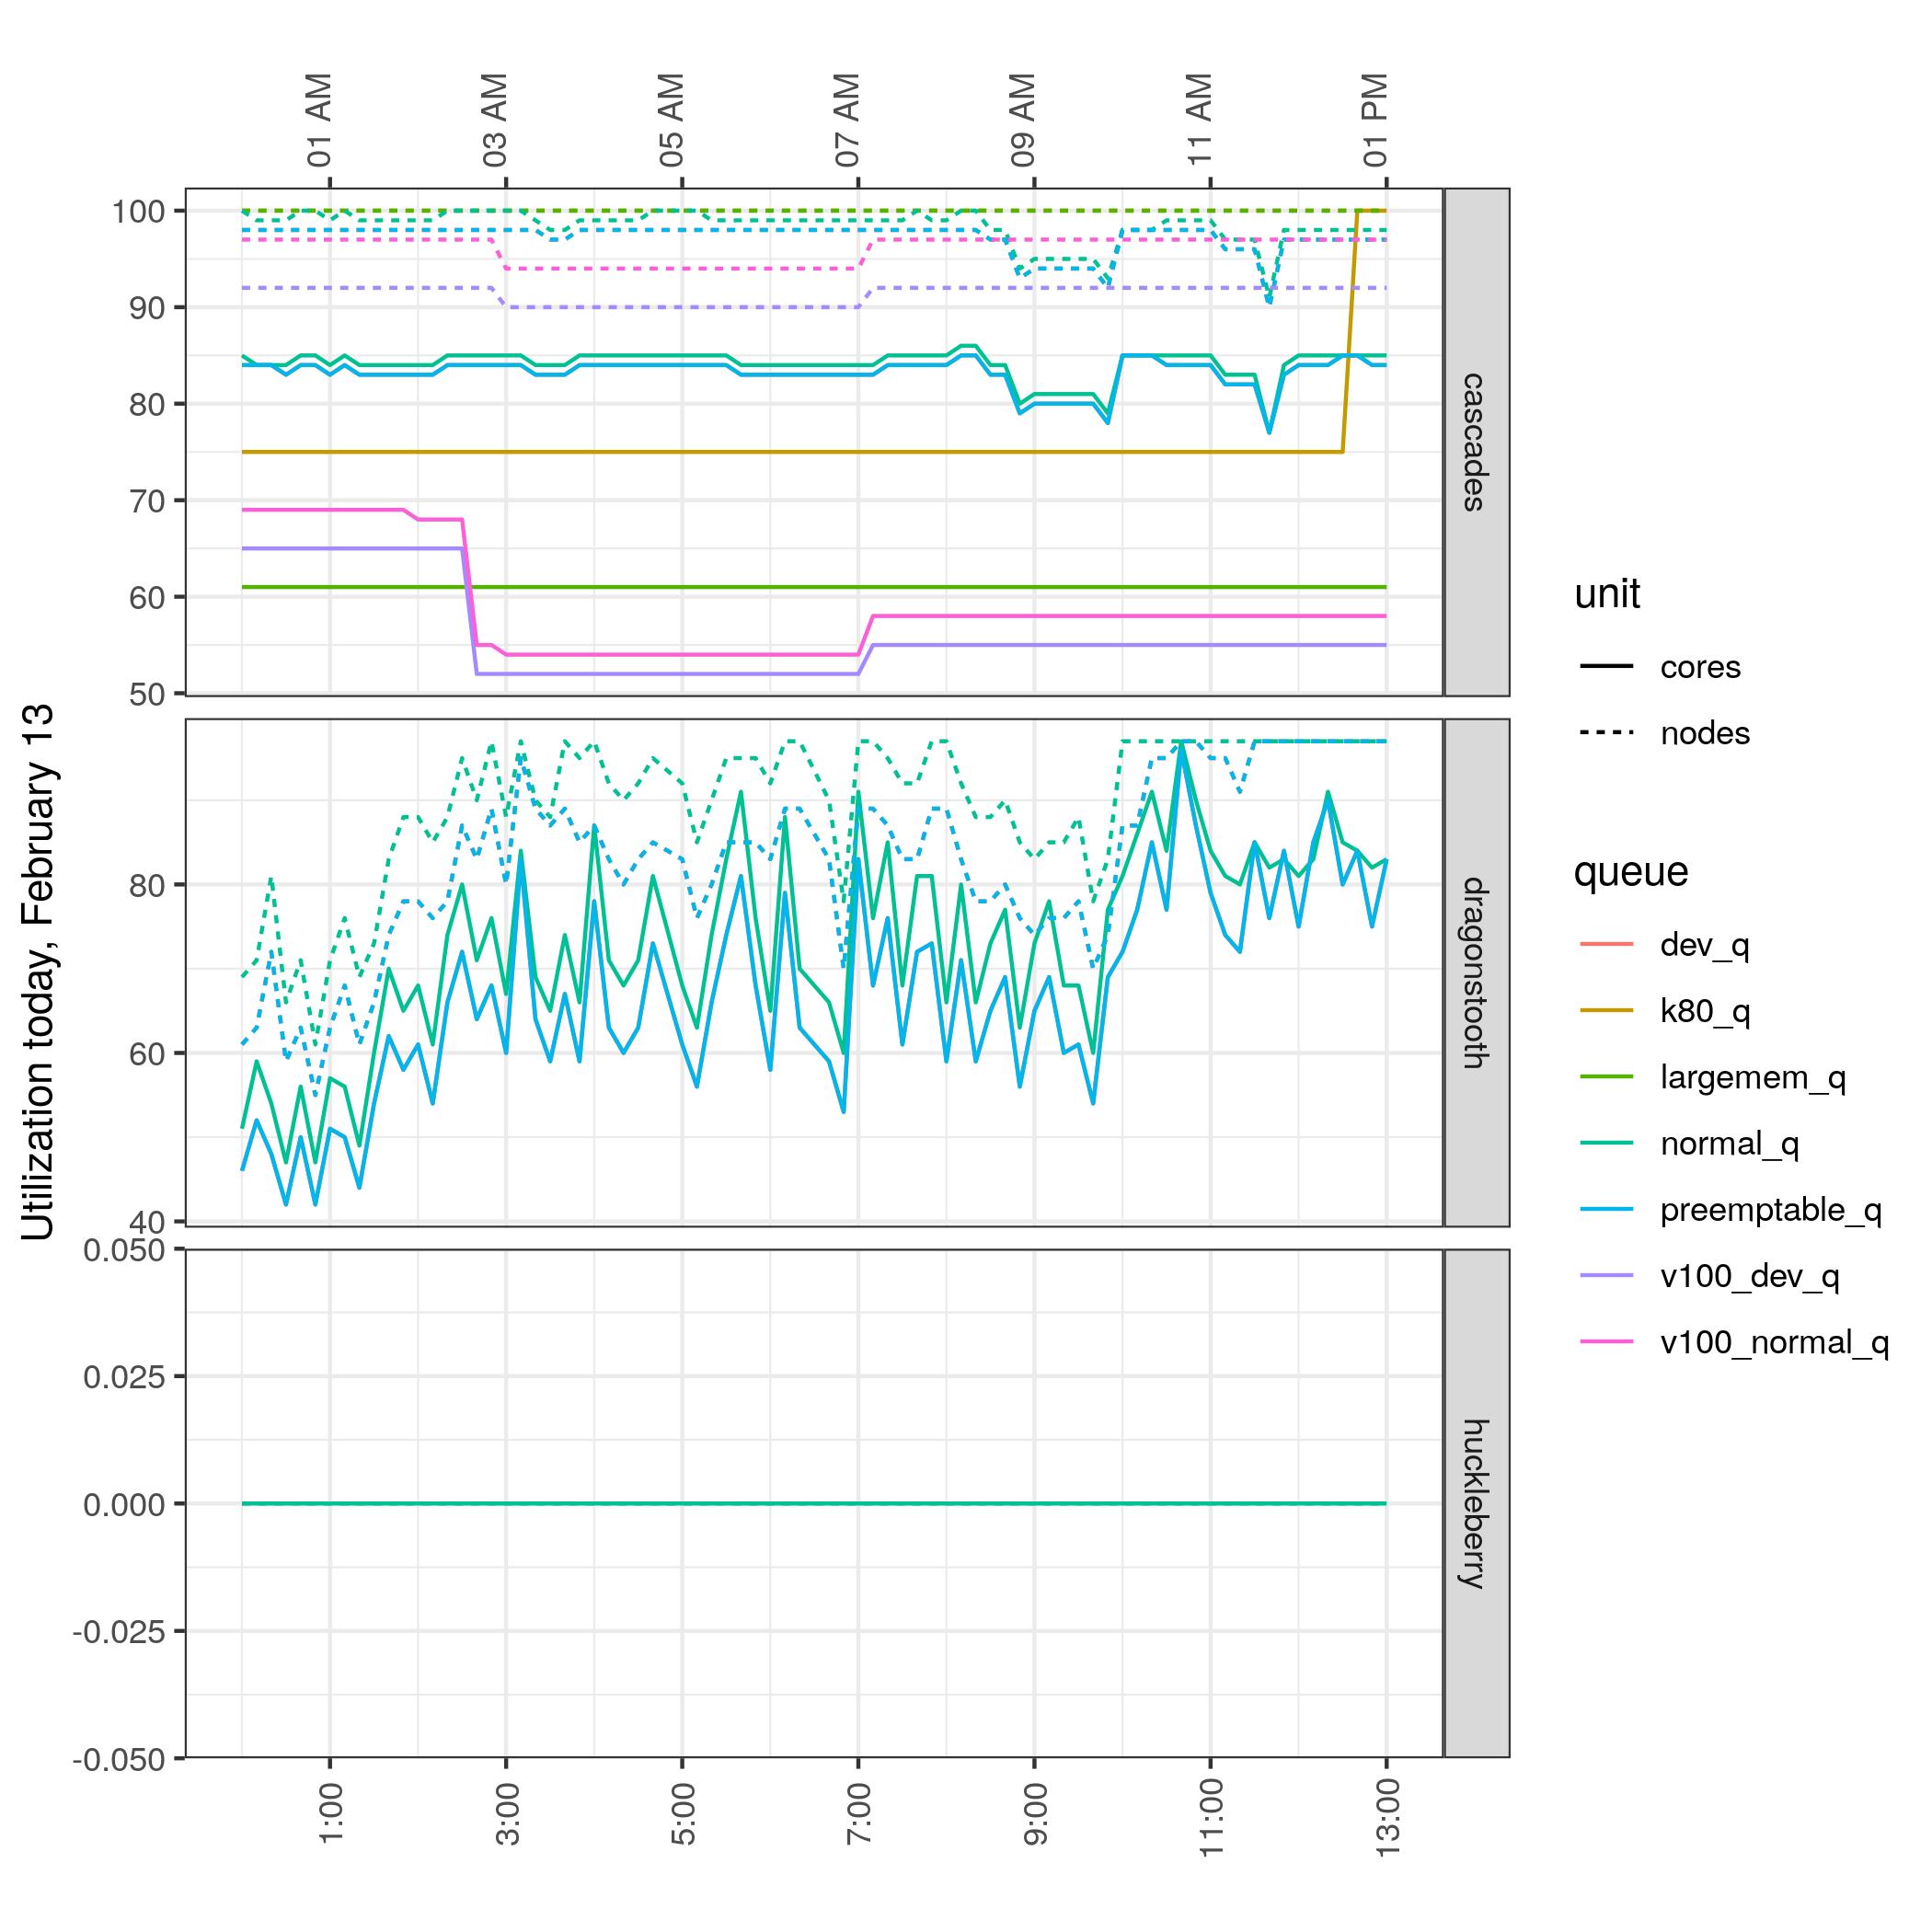 01 AM
03 AM
05 AM
07 AM
09 AM
11 AM
01 PM
Utilization today, February 13
100
90
80
70
60
50
cascades
80
60
40
dragonstooth
0.050
0.025
0.000
-0.025
-0.050
huckleberry
1:00
3:00
5:00
7:00
9:00
11:00
13:00
unit
cores
nodes
queue
dev_q
k80_q
largemem_q
normal_q
preemptable_q
v100_dev_q
v100_normal_q